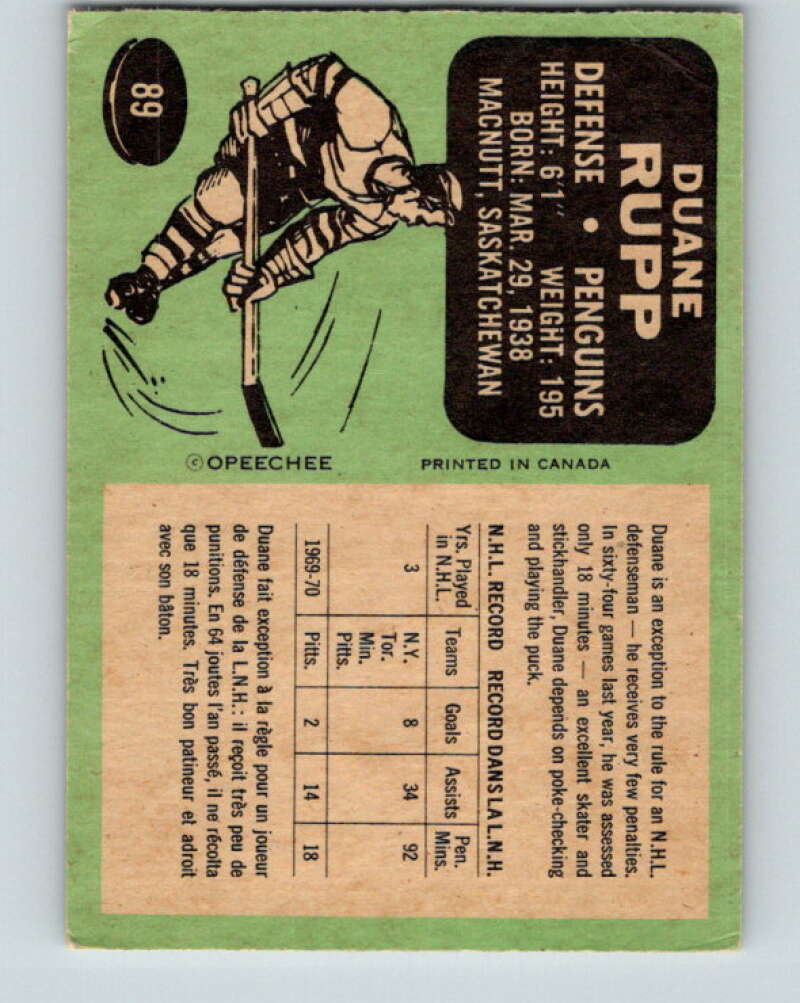 89
DUANE
RUPP
DEFENSE • PENGUINS
HEIGHT: 6'1" WEIGHT: 195
BORN: MAR. 29, 1938
MACNUTT, SASKATCHEWAN
©OPEECHEE
PRINTED IN CANADA
Duane is an exception to the rule for an N.H.L.
defenseman — he receives very few penalties.
In sixty-four games last year, he was assessed
only 18 minutes — an excellent skater and
stickhandler, Duane depends on poke-checking
and playing the puck.
N.H.L. RECORD RECORD DANS LA L.N.H.
Yrs. Played in N.H.L. Teams Goals Assists Pen. Mins.
3 N.Y. 8 34 92
Tor.
Min.
Pitts.
1969-70 Pitts. 2 14 18
Duane fait exception à la règle pour un joueur
de défense de la L.N.H.: il reçoit très peu de
punitions. En 64 joutes l'an passé, il ne récolta
que 18 minutes. Très bon patineur et adroit
avec son bâton.